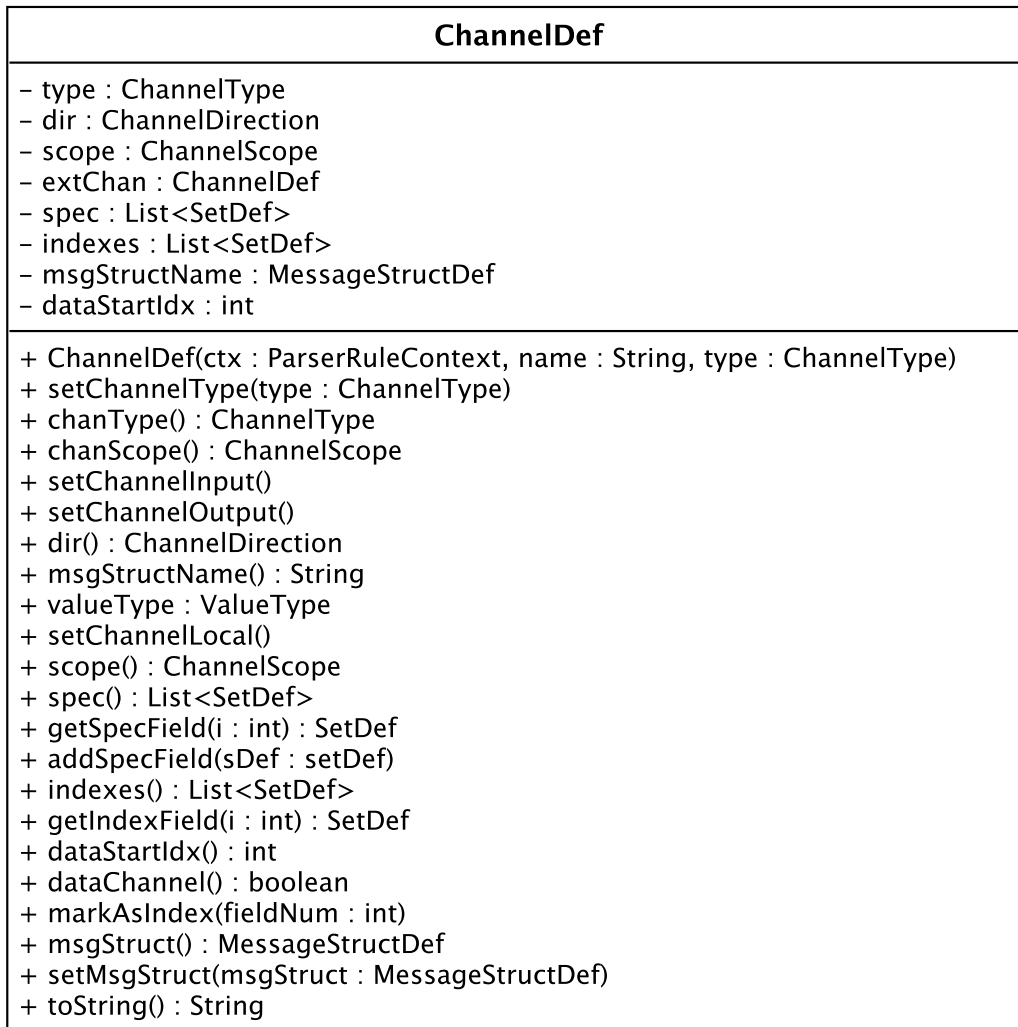 ChannelDef
– type : ChannelType
– dir : ChannelDirection
– scope : ChannelScope
– extChan : ChannelDef
– spec : List<SetDef>
– indexes : List<SetDef>
– msgStructName : MessageStructDef
– dataStartIdx : int
+ ChannelDef(ctx : ParserRuleContext, name : String, type : ChannelType)
+ setChannelType(type : ChannelType)
+ chanType() : ChannelType
+ chanScope() : ChannelScope
+ setChannelInput()
+ setChannelOutput()
+ dir() : ChannelDirection
+ msgStructName() : String
+ valueType : ValueType
+ setChannelLocal()
+ scope() : ChannelScope
+ spec() : List<SetDef>
+ getSpecField(i : int) : SetDef
+ addSpecField(sDef : setDef)
+ indexes() : List<SetDef>
+ getIndexField(i : int) : SetDef
+ dataStartIdx() : int
+ dataChannel() : boolean
+ markAsIndex(fieldNum : int)
+ msgStruct() : MessageStructDef
+ setMsgStruct(msgStruct : MessageStructDef)
+ toString() : String